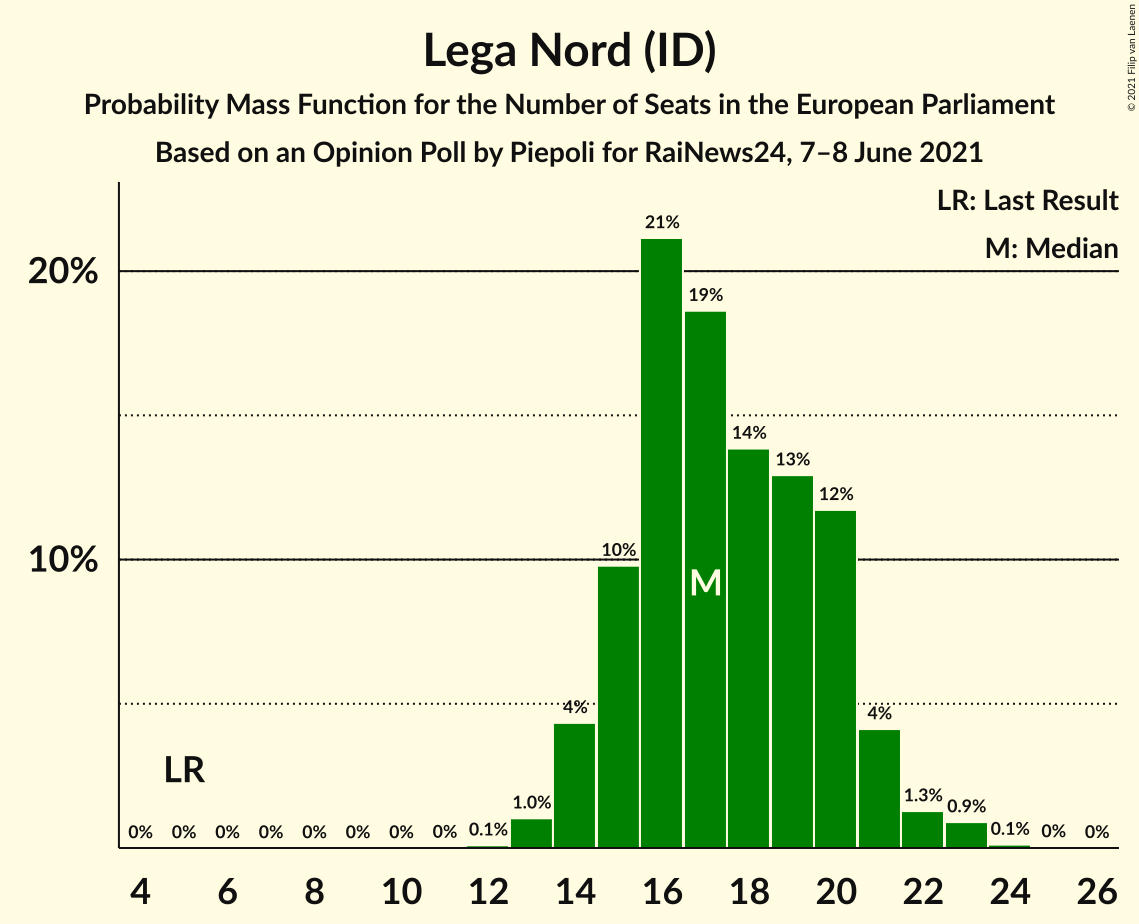 Lega Nord (ID)
Probability Mass Function for the Number of Seats in the European Parliament
Based on an Opinion Poll by Piepoli for RaiNews24, 7–8 June 2021
© 2021 Filip van Laenen
LR: Last Result
M: Median
20%
10%
LR
M
0% 0% 0% 0% 0% 0% 0% 0% 0.1% 1.0% 4% 10% 21% 19% 14% 13% 12% 4% 1.3% 0.9% 0.1% 0% 0%
4 6 8 10 12 14 16 18 20 22 24 26